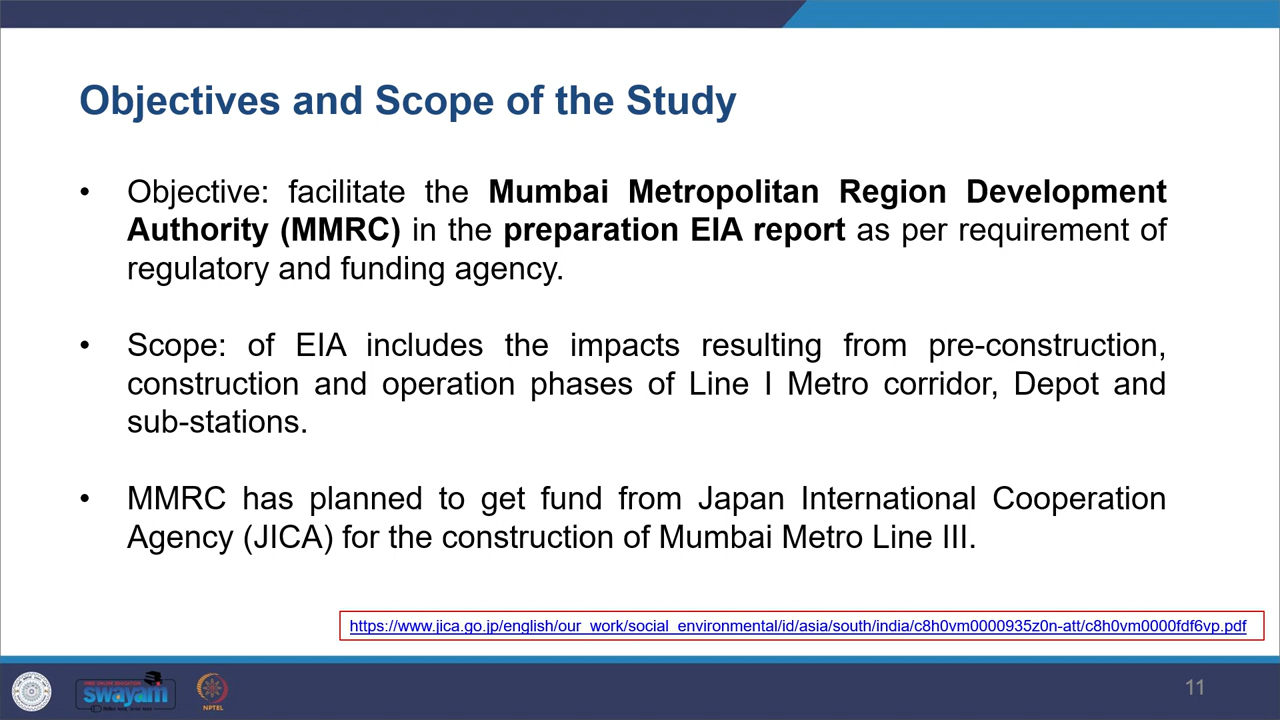 Objectives and Scope of the Study
• Objective: facilitate the Mumbai Metropolitan Region Development
Authority (MMRC) in the preparation EIA report as per requirement of
regulatory and funding agency.
• Scope: of EIA includes the impacts resulting from pre-construction,
construction and operation phases of Line I Metro corridor, Depot and
sub-stations.
• MMRC has planned to get fund from Japan International Cooperation
Agency (JICA) for the construction of Mumbai Metro Line III.
https://www.jica.go.jp/english/our_work/social_environmental/id/asia/south/india/c8h0vm0000935z0n-att/c8h0vm0000fdf6vp.pdf
swayam
NPTEL
11